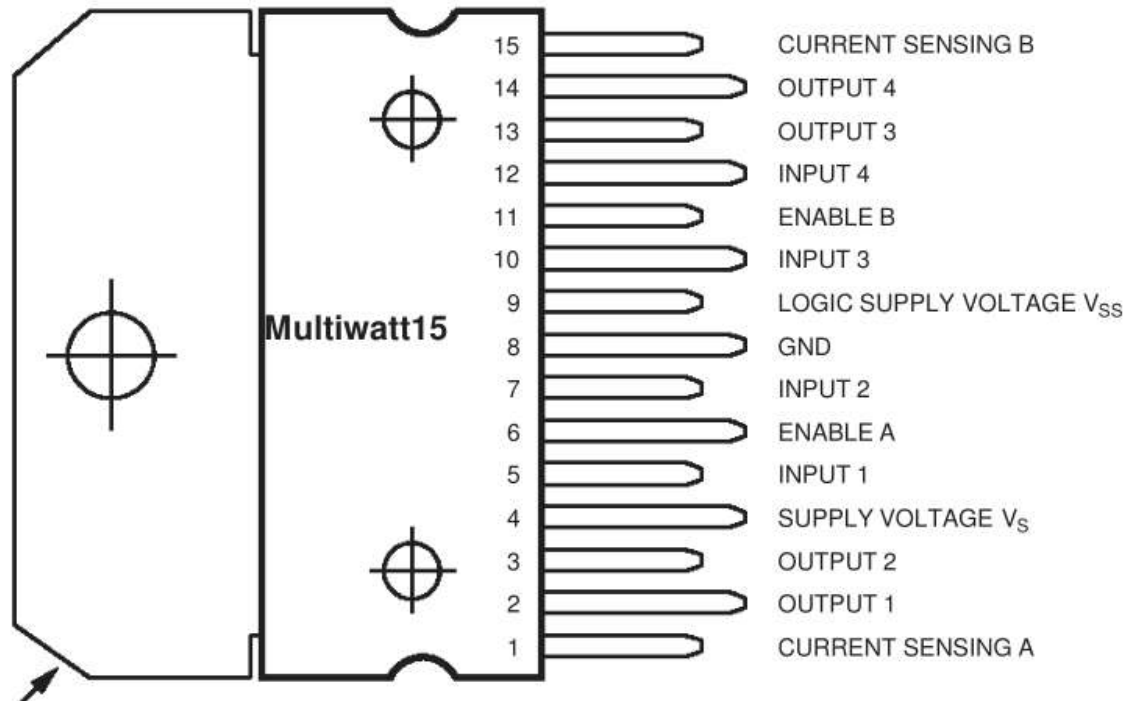 15 CURRENT SENSING B
14 OUTPUT 4
13 OUTPUT 3
12 INPUT 4
11 ENABLE B
10 INPUT 3
9 LOGIC SUPPLY VOLTAGE VSS
Multiwatt15
8 GND
7 INPUT 2
6 ENABLE A
5 INPUT 1
4 SUPPLY VOLTAGE VS
3 OUTPUT 2
2 OUTPUT 1
1 CURRENT SENSING A